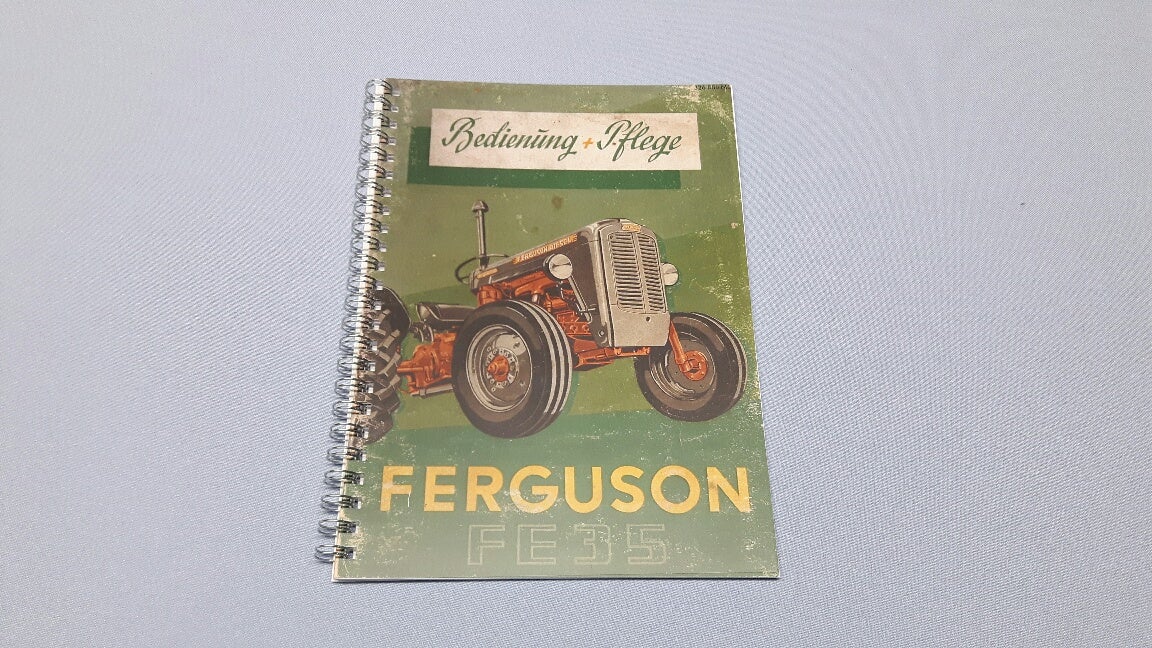 Bedienung + Pflege
FERGUSON
FE35